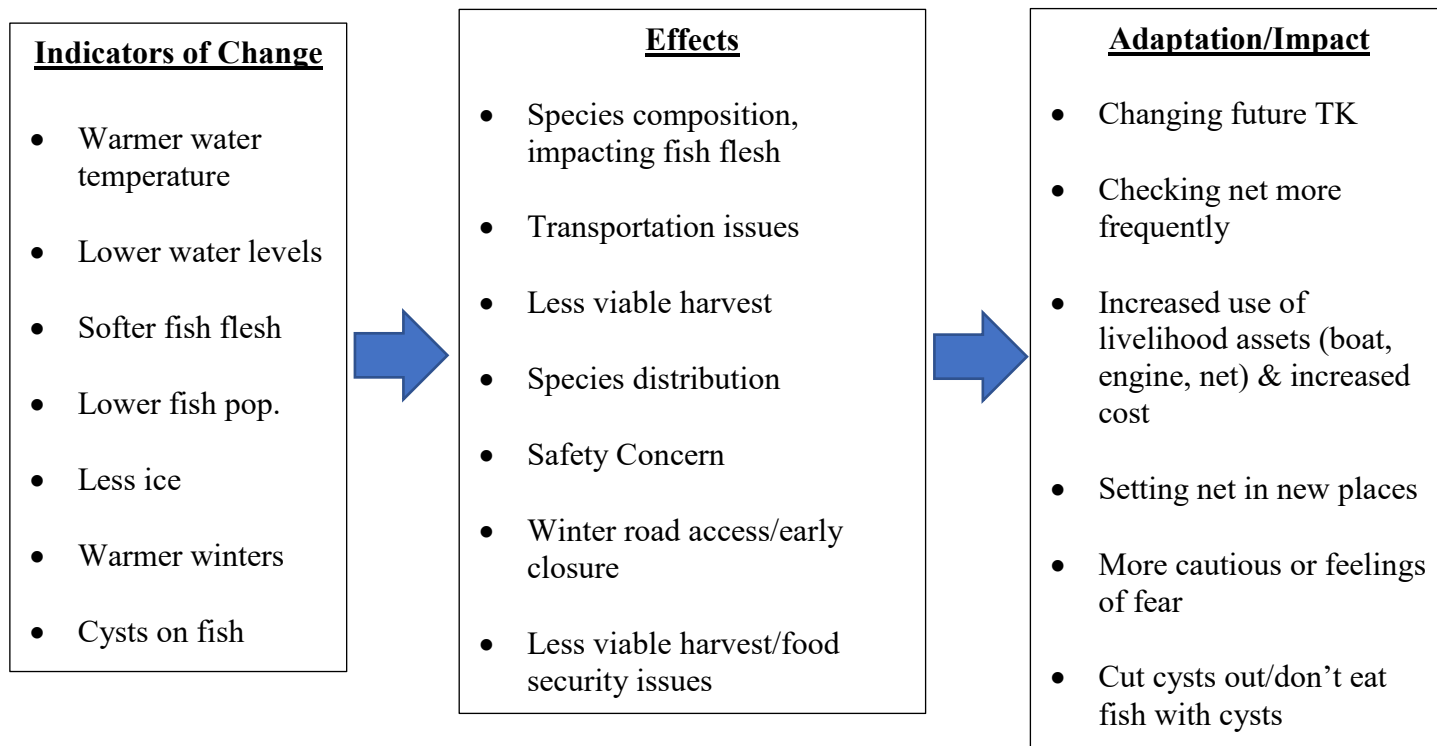 Indicators of Change
• Warmer water
temperature
• Lower water levels
• Softer fish flesh
• Lower fish pop.
• Less ice
• Warmer winters
• Cysts on fish
Effects
• Species composition,
impacting fish flesh
• Transportation issues
• Less viable harvest
• Species distribution
• Safety Concern
• Winter road access/early
closure
• Less viable harvest/food
security issues
Adaptation/Impact
• Changing future TK
• Checking net more
frequently
• Increased use of
livelihood assets (boat,
engine, net) & increased
cost
• Setting net in new places
• More cautious or feelings
of fear
• Cut cysts out/don’t eat
fish with cysts